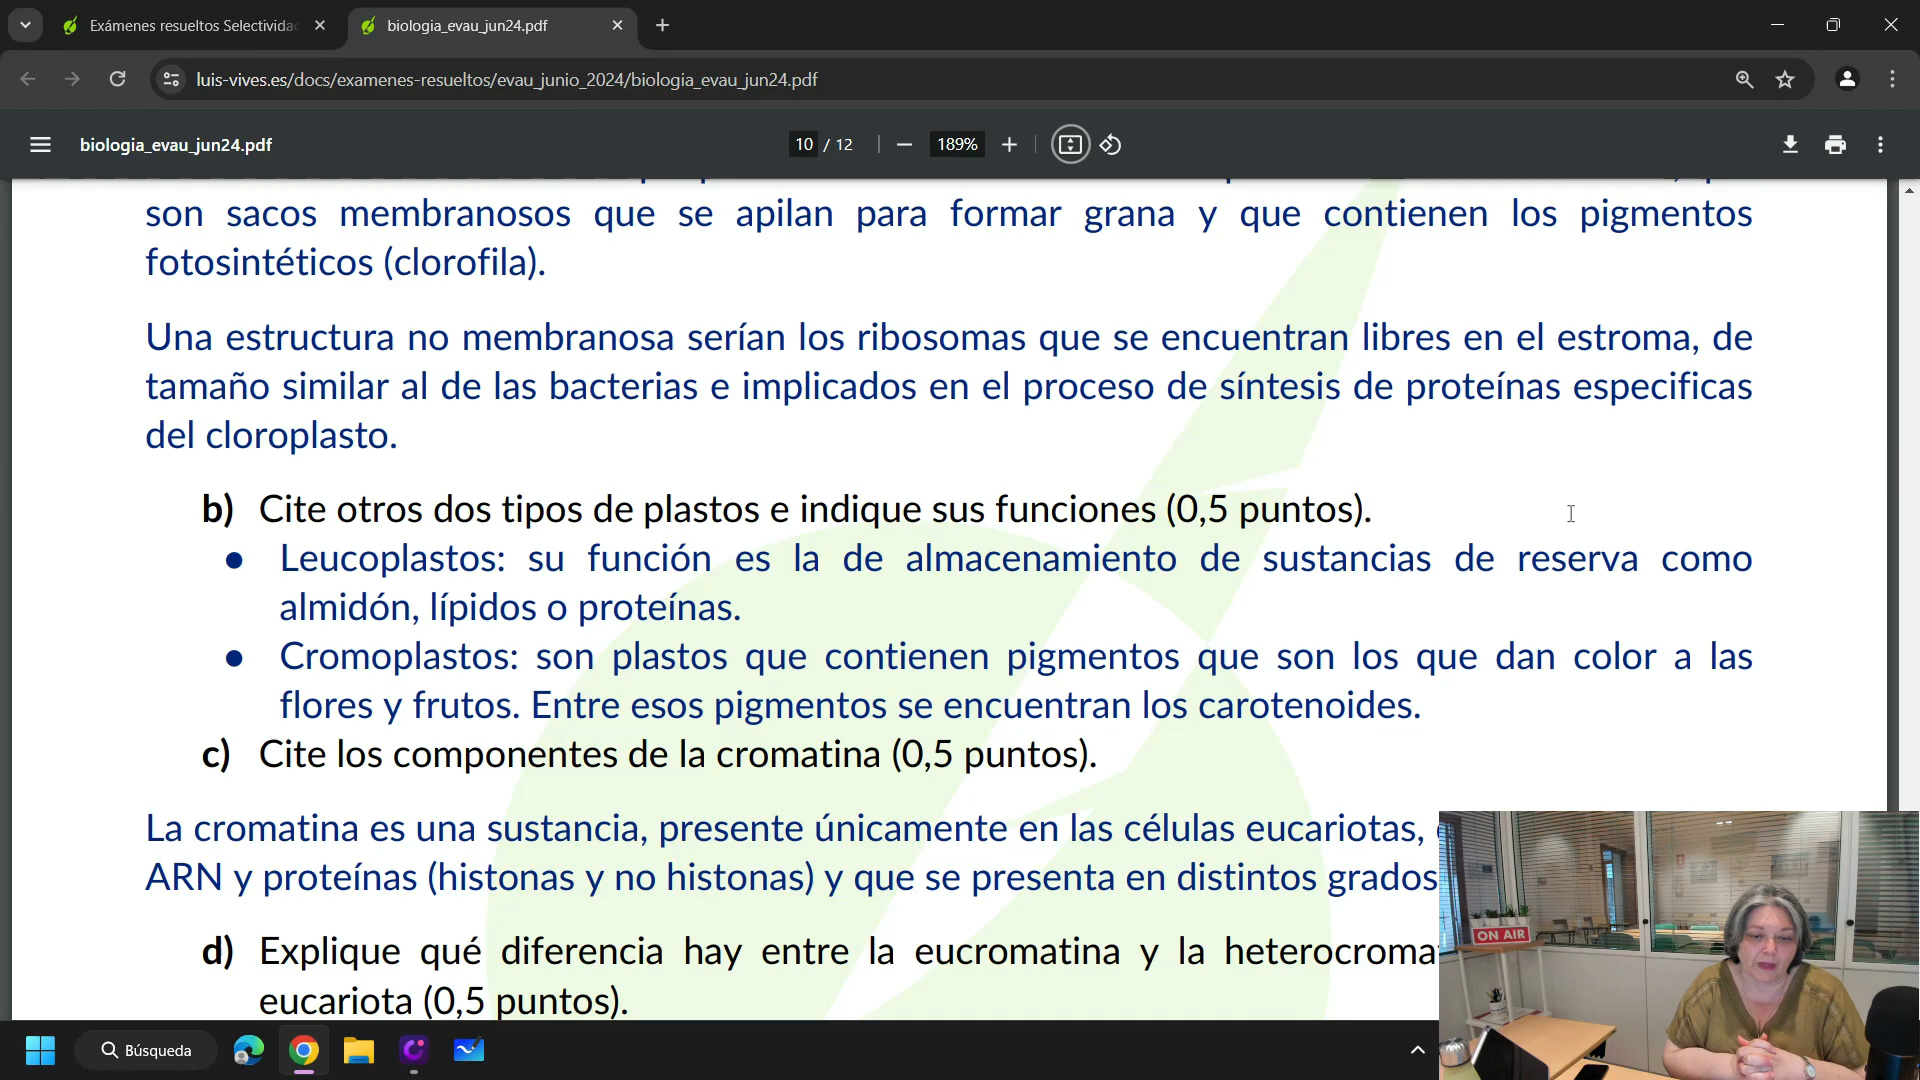 Exámenes resueltos Selectivida
biologia_evau_jun24.pdf
luis-vives.es/docs/examenes-resueltos/evau_junio_2024/biologia_evau_jun24.pdf
biologia_evau_jun24.pdf
10 / 12
189%
son sacos membranosos que se apilan para formar grana y que contienen los pigmentos
fotosintéticos (clorofila).
Una estructura no membranosa serían los ribosomas que se encuentran libres en el estroma, de
tamaño similar al de las bacterias e implicados en el proceso de síntesis de proteínas especificas
del cloroplasto.
b) Cite otros dos tipos de plastos e indique sus funciones (0,5 puntos).
● Leucoplastos: su función es la de almacenamiento de sustancias de reserva como
almidón, lípidos o proteínas.
● Cromoplastos: son plastos que contienen pigmentos que son los que dan color a las
flores y frutos. Entre esos pigmentos se encuentran los carotenoides.
c) Cite los componentes de la cromatina (0,5 puntos).
La cromatina es una sustancia, presente únicamente en las células eucariotas,
ARN y proteínas (histonas y no histonas) y que se presenta en distintos grados
d) Explique qué diferencia hay entre la eucromatina y la heterocroma
eucariota (0,5 puntos).
ON AIR
Búsqueda